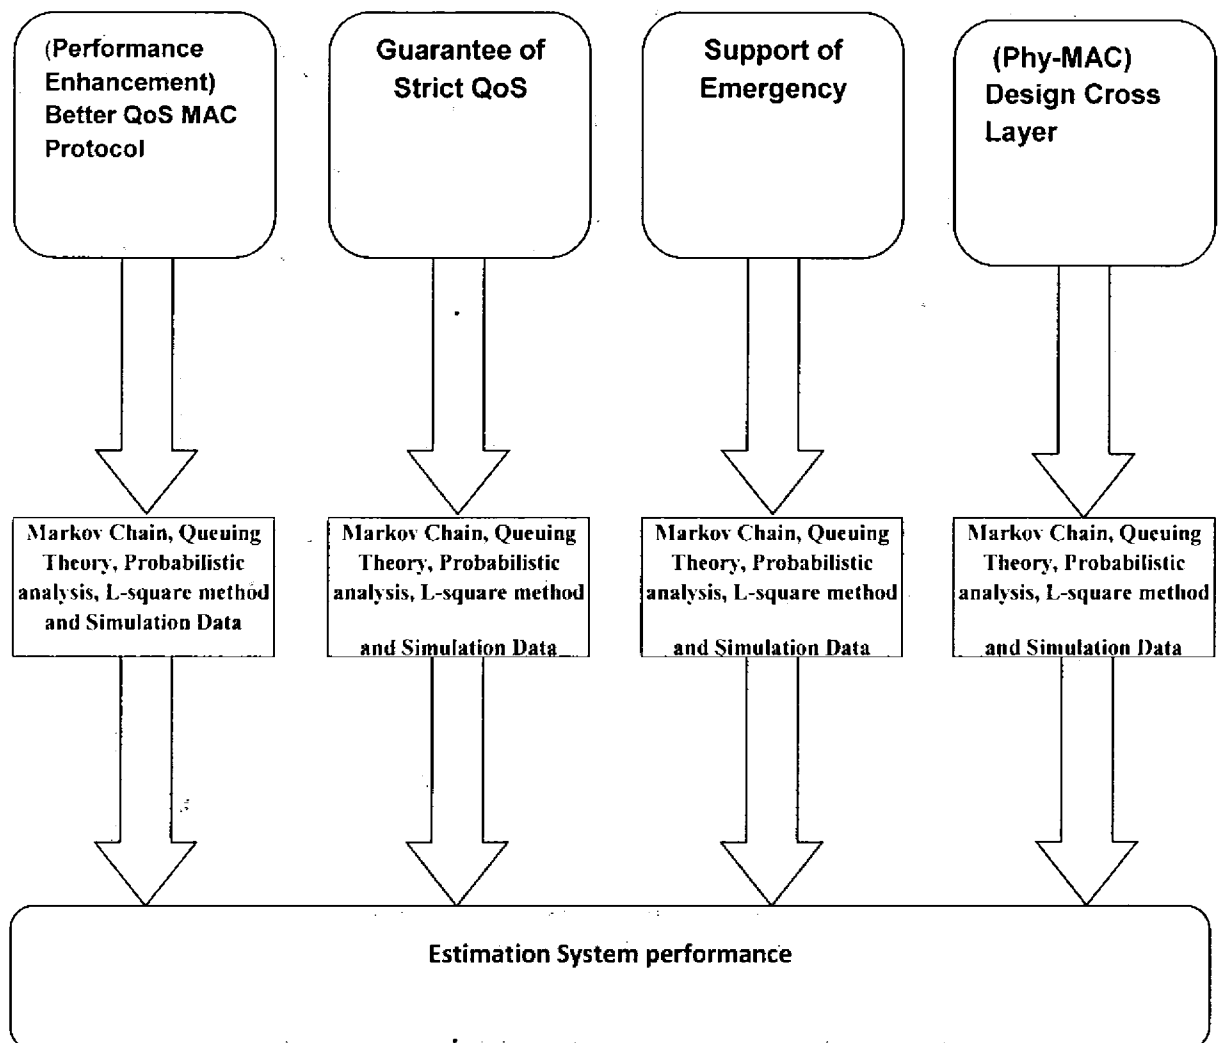 (Performance
Enhancement)
Better QoS MAC
Protocol
Guarantee of
Strict QoS
Support of
Emergency
(Phy-MAC)
Design Cross
Layer
Markov Chain, Queuing
Theory, Probabilistic
analysis, L-square method
and Simulation Data
Markov Chain, Queuing
Theory, Probabilistic
analysis, L-square method
and Simulation Data
Markov Chain, Queuing
Theory, Probabilistic
analysis, L-square method
and Simulation Data
Markov Chain, Queuing
Theory, Probabilistic
analysis, L-square method
and Simulation Data
Estimation System performance